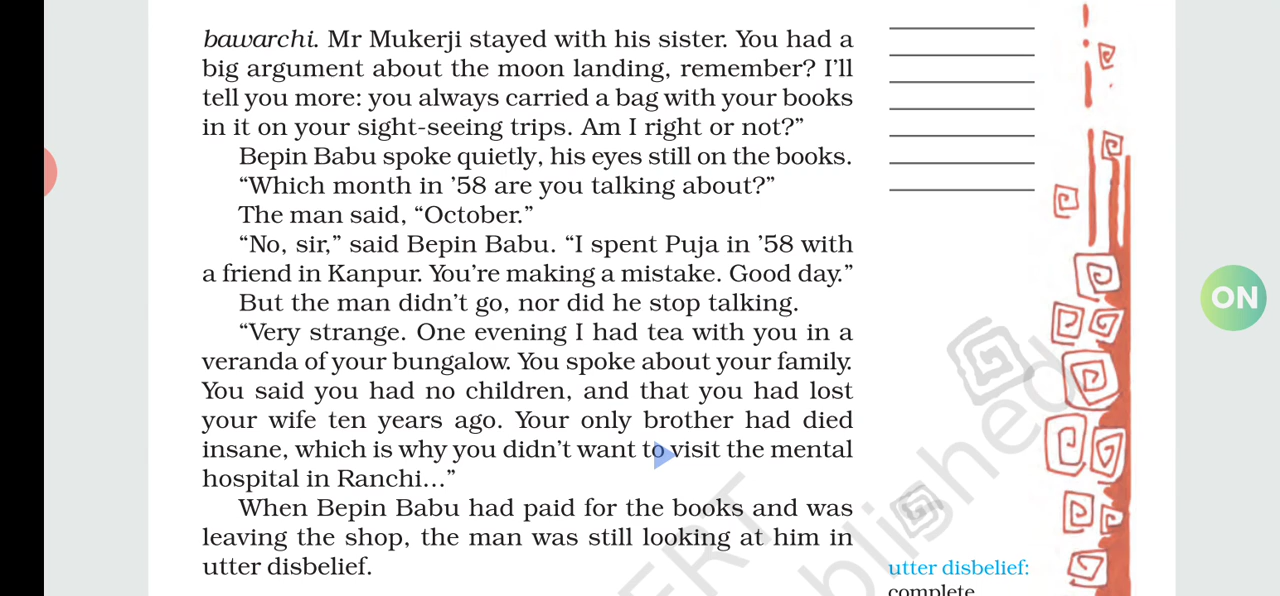 bawarchi. Mr Mukerji stayed with his sister. You had a
big argument about the moon landing, remember? I’ll
tell you more: you always carried a bag with your books
in it on your sight-seeing trips. Am I right or not?”
Bepin Babu spoke quietly, his eyes still on the books.
“Which month in ’58 are you talking about?”
The man said, “October.”
“No, sir,” said Bepin Babu. “I spent Puja in ’58 with
a friend in Kanpur. You’re making a mistake. Good day.”
But the man didn’t go, nor did he stop talking.
“Very strange. One evening I had tea with you in a
veranda of your bungalow. You spoke about your family.
You said you had no children, and that you had lost
your wife ten years ago. Your only brother had died
insane, which is why you didn’t want to visit the mental
hospital in Ranchi...”
When Bepin Babu had paid for the books and was
leaving the shop, the man was still looking at him in
utter disbelief.
utter disbelief:
complete
ON
ERT
blished